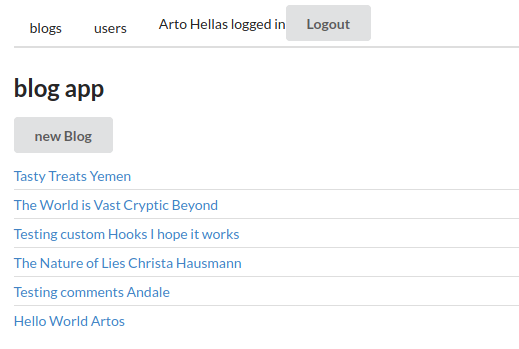 blogs users Arto Hellas logged in Logout
blog app
new Blog
Tasty Treats Yemen
The World is Vast Cryptic Beyond
Testing custom Hooks I hope it works
The Nature of Lies Christa Hausmann
Testing comments Andale
Hello World Artos